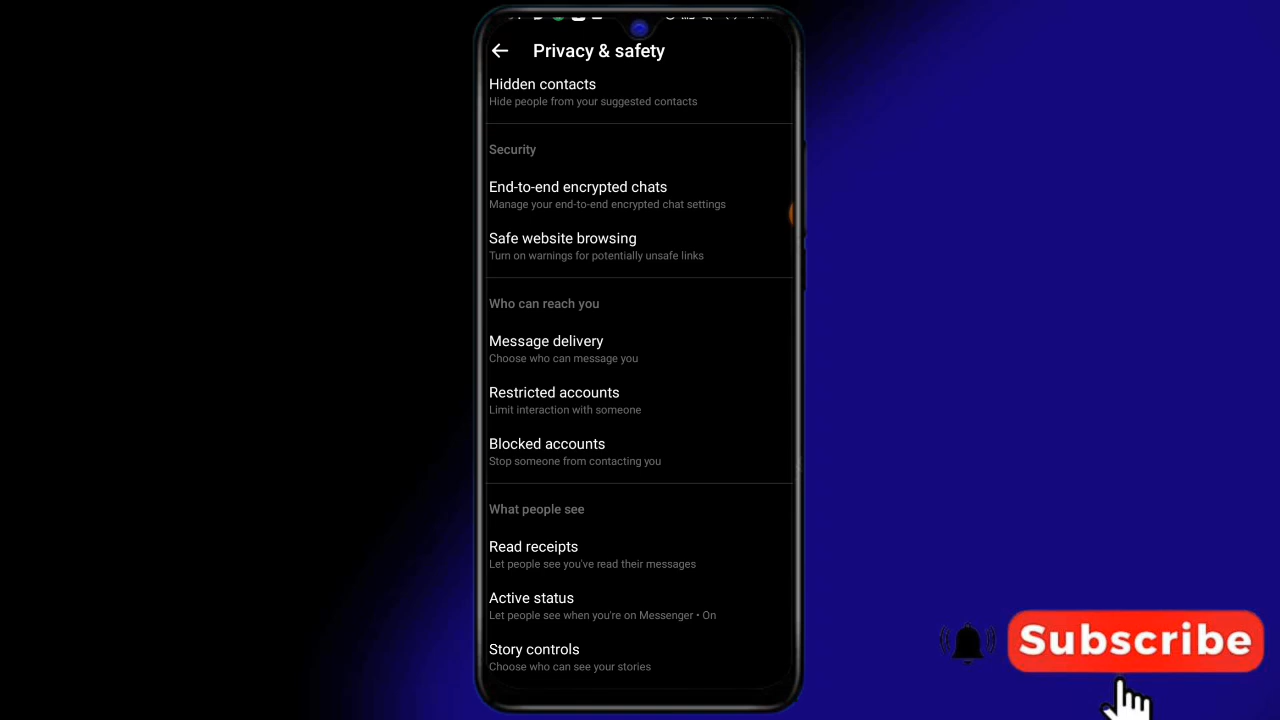 Privacy & safety
Hidden contacts
Hide people from your suggested contacts
Security
End-to-end encrypted chats
Manage your end-to-end encrypted chat settings
Safe website browsing
Turn on warnings for potentially unsafe links
Who can reach you
Message delivery
Choose who can message you
Restricted accounts
Limit interaction with someone
Blocked accounts
Stop someone from contacting you
What people see
Read receipts
Let people see you've read their messages
Active status
Let people see when you're on Messenger • On
Story controls
Choose who can see your stories
Subscribe